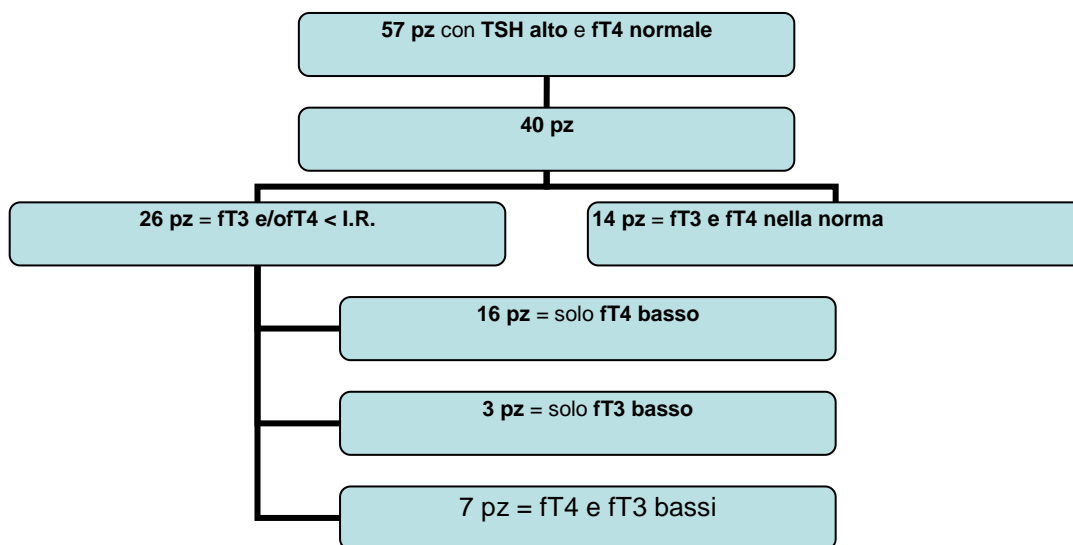 57 pz con TSH alto e fT4 normale
40 pz
26 pz = fT3 e/ofT4 < I.R.
14 pz = fT3 e fT4 nella norma
16 pz = solo fT4 basso
3 pz = solo fT3 basso
7 pz = fT4 e fT3 bassi